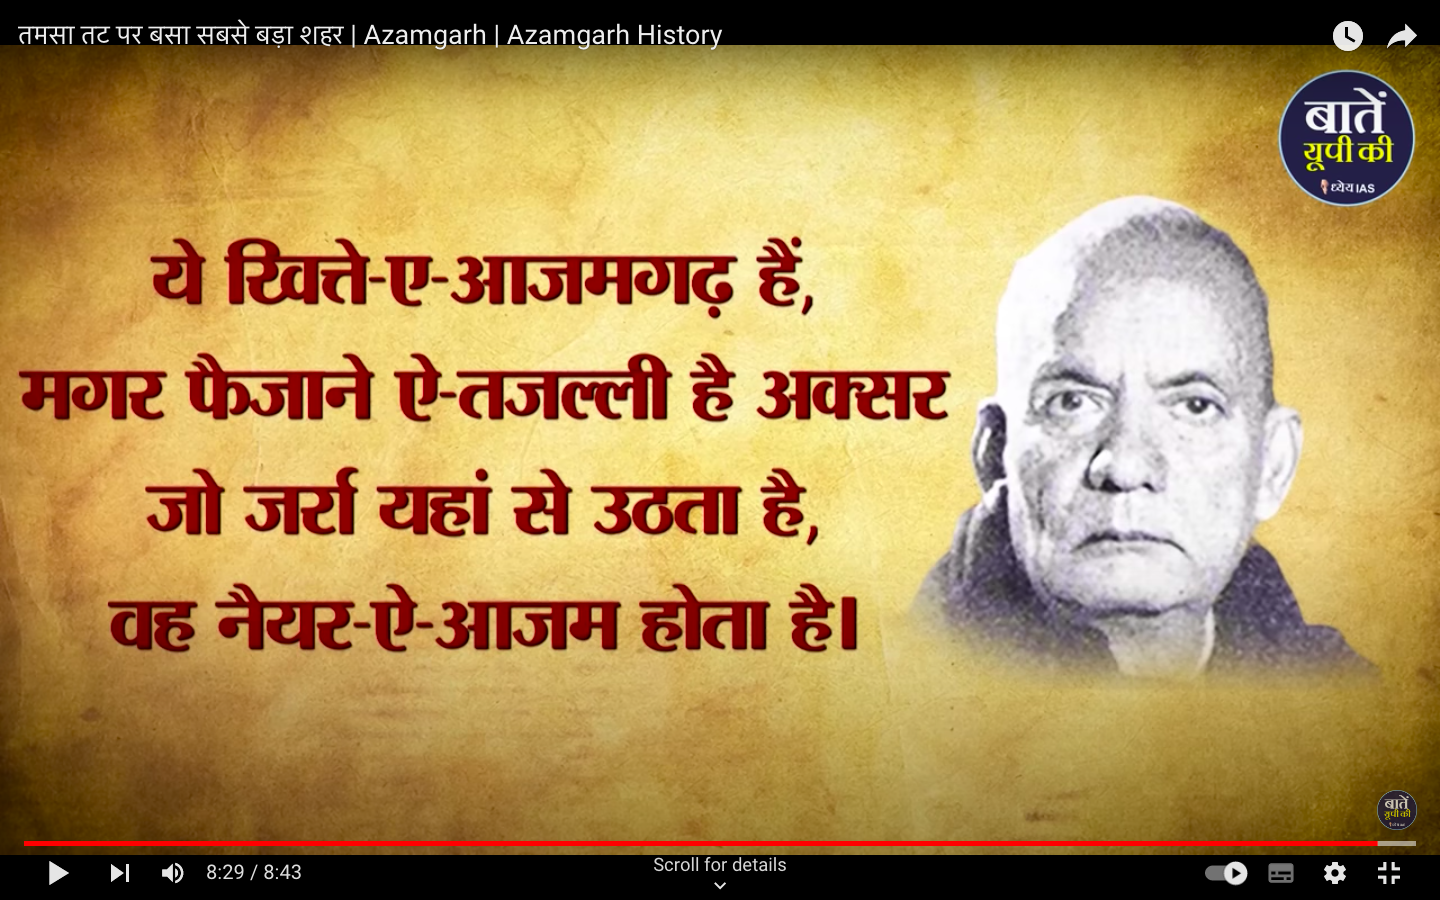 तमसा तट पर बसा सबसे बड़ा शहर | Azamgarh | Azamgarh History
बातें
यूपी की
ध्येय IAS
ये खित्ते-ए-आजमगढ़ हैं,
मगर फैजाने ऐ-तजल्ली है अक्सर
जो जर्रा यहां से उठता है,
वह नैयर-ऐ-आजम होता है।
बातें
यूपी की
8:29 / 8:43
Scroll for details